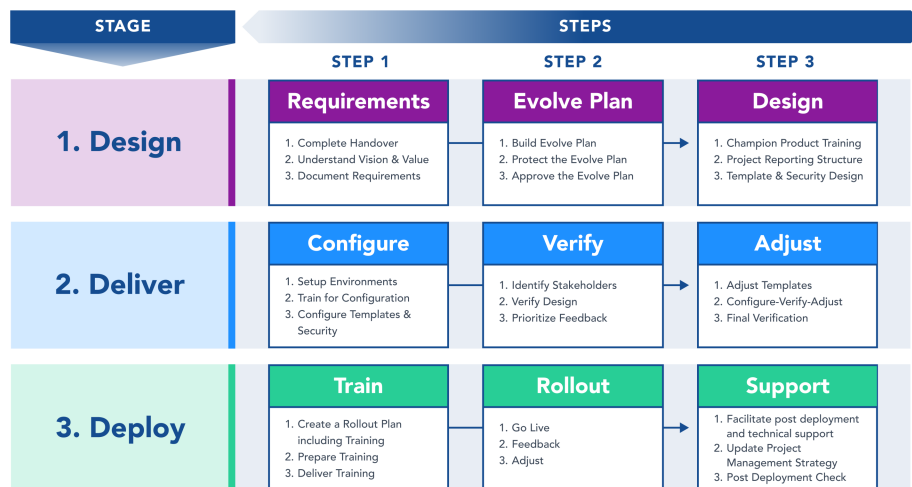 STAGE
STEPS
STEP 1
STEP 2
STEP 3
1. Design
Requirements
1. Complete Handover
2. Understand Vision & Value
3. Document Requirements
Evolve Plan
1. Build Evolve Plan
2. Protect the Evolve Plan
3. Approve the Evolve Plan
Design
1. Champion Product Training
2. Project Reporting Structure
3. Template & Security Design
2. Deliver
Configure
1. Setup Environments
2. Train for Configuration
3. Configure Templates &
Security
Verify
1. Identify Stakeholders
2. Verify Design
3. Prioritize Feedback
Adjust
1. Adjust Templates
2. Configure-Verify-Adjust
3. Final Verification
3. Deploy
Train
1. Create a Rollout Plan
including Training
2. Prepare Training
3. Deliver Training
Rollout
1. Go Live
2. Feedback
3. Adjust
Support
1. Facilitate post deployment
and technical support
2. Update Project
Management Strategy
3. Post Deployment Check